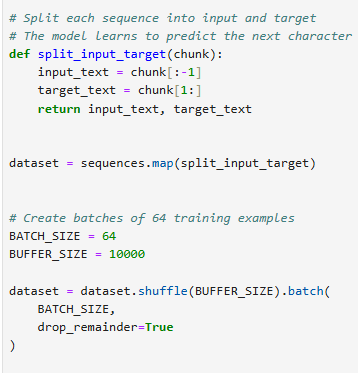 # Split each sequence into input and target
# The model learns to predict the next character
def split_input_target(chunk):
    input_text = chunk[:-1]
    target_text = chunk[1:]
    return input_text, target_text
dataset = sequences.map(split_input_target)
# Create batches of 64 training examples
BATCH_SIZE = 64
BUFFER_SIZE = 10000
dataset = dataset.shuffle(BUFFER_SIZE).batch(
    BATCH_SIZE,
    drop_remainder=True
)